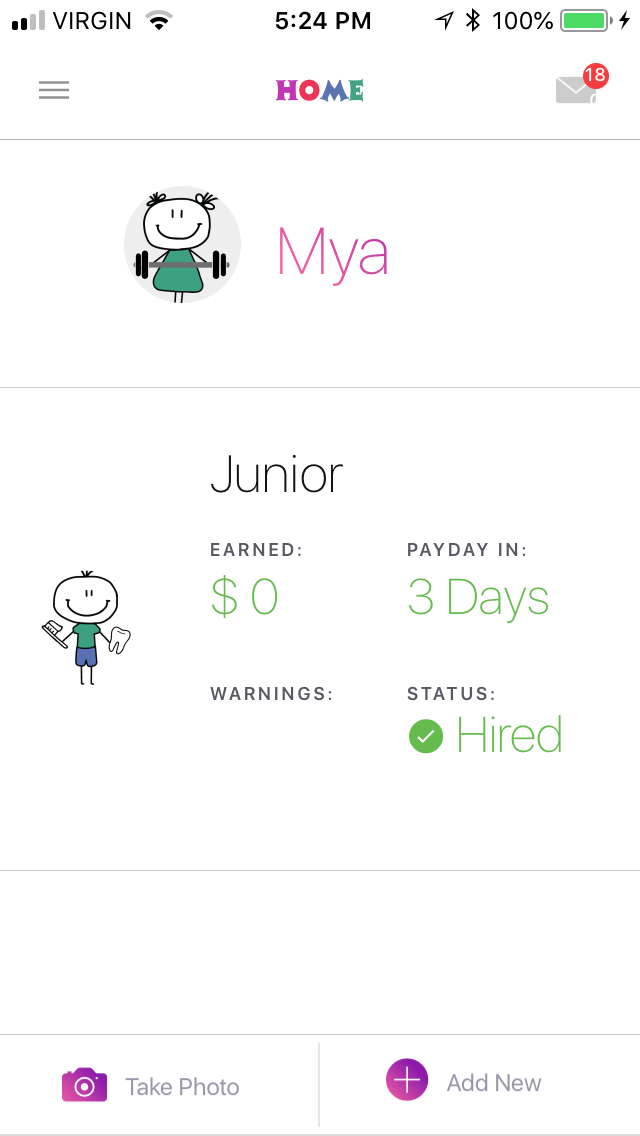 VIRGIN 5:24 PM 100%
HOME 18
Mya
Junior
EARNED: PAYDAY IN:
$ 0 3 Days
WARNINGS: STATUS:
Hired
Take Photo Add New